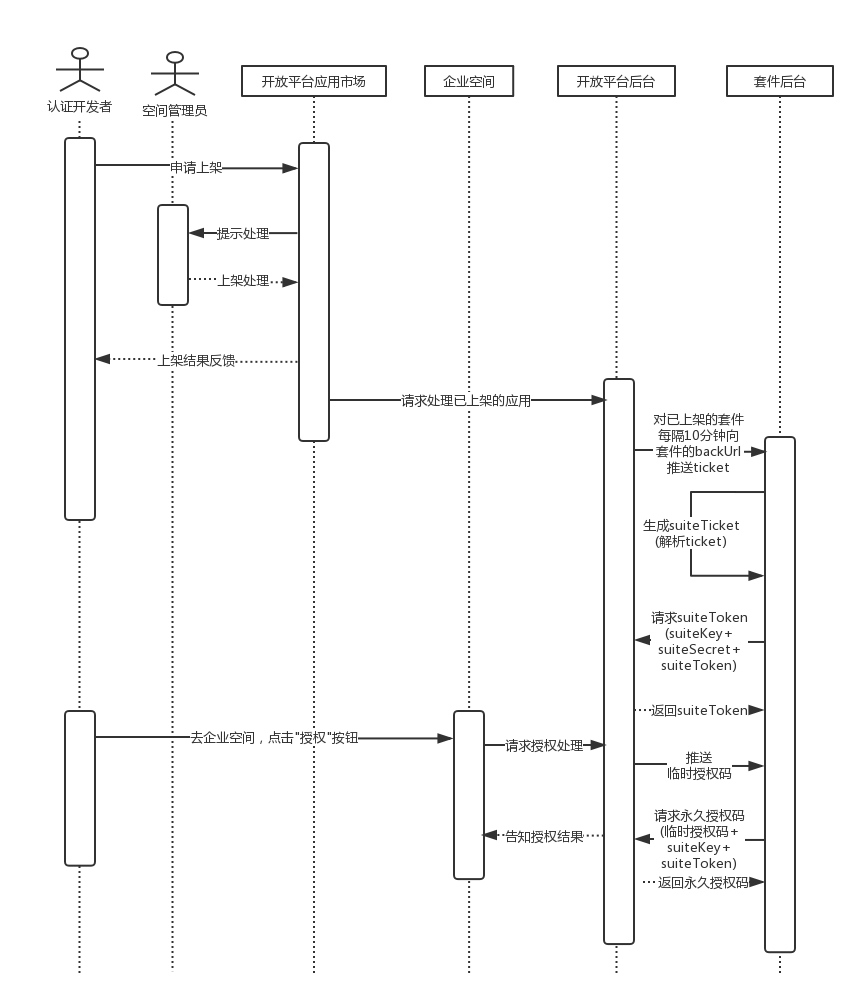 认证开发者
空间管理员
开放平台应用市场
企业空间
开放平台后台
套件后台
申请上架
提示处理
上架处理
上架结果反馈
请求处理已上架的应用
对已上架的套件
每隔10分钟向
套件的backUrl
推送ticket
生成suiteTicket
(解析ticket)
请求suiteToken
(suiteKey+
suiteSecret+
suiteToken)
返回suiteToken
去企业空间，点击"授权"按钮
请求授权处理
推送
临时授权码
请求永久授权码
(临时授权码+
suiteKey+
suiteToken)
告知授权结果
返回永久授权码